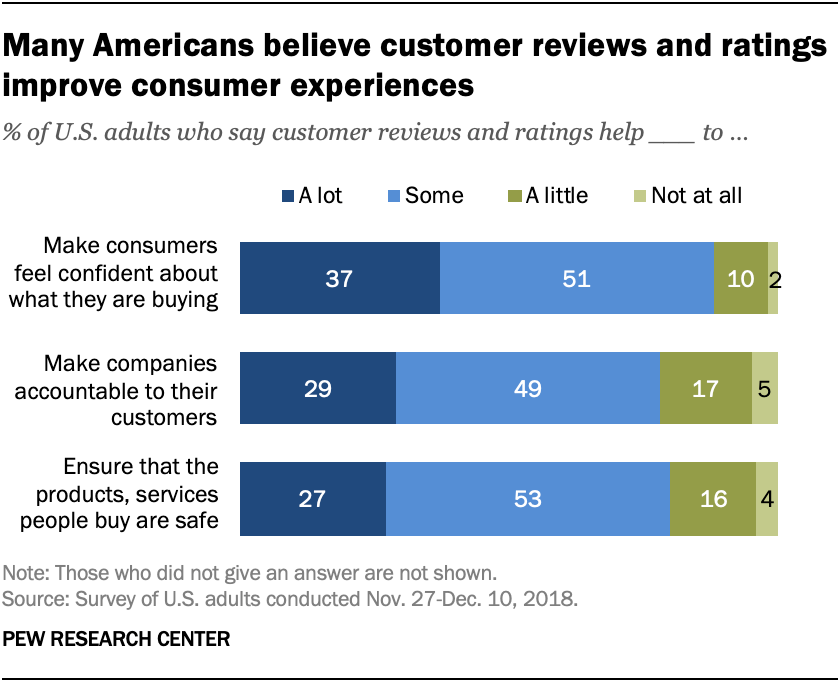 Many Americans believe customer reviews and ratings
improve consumer experiences
% of U.S. adults who say customer reviews and ratings help ____ to ...
A lot Some A little Not at all
Make consumers
feel confident about
what they are buying
37 51 10 2
Make companies
accountable to their
customers
29 49 17 5
Ensure that the
products, services
people buy are safe
27 53 16 4
Note: Those who did not give an answer are not shown.
Source: Survey of U.S. adults conducted Nov. 27-Dec. 10, 2018.
PEW RESEARCH CENTER